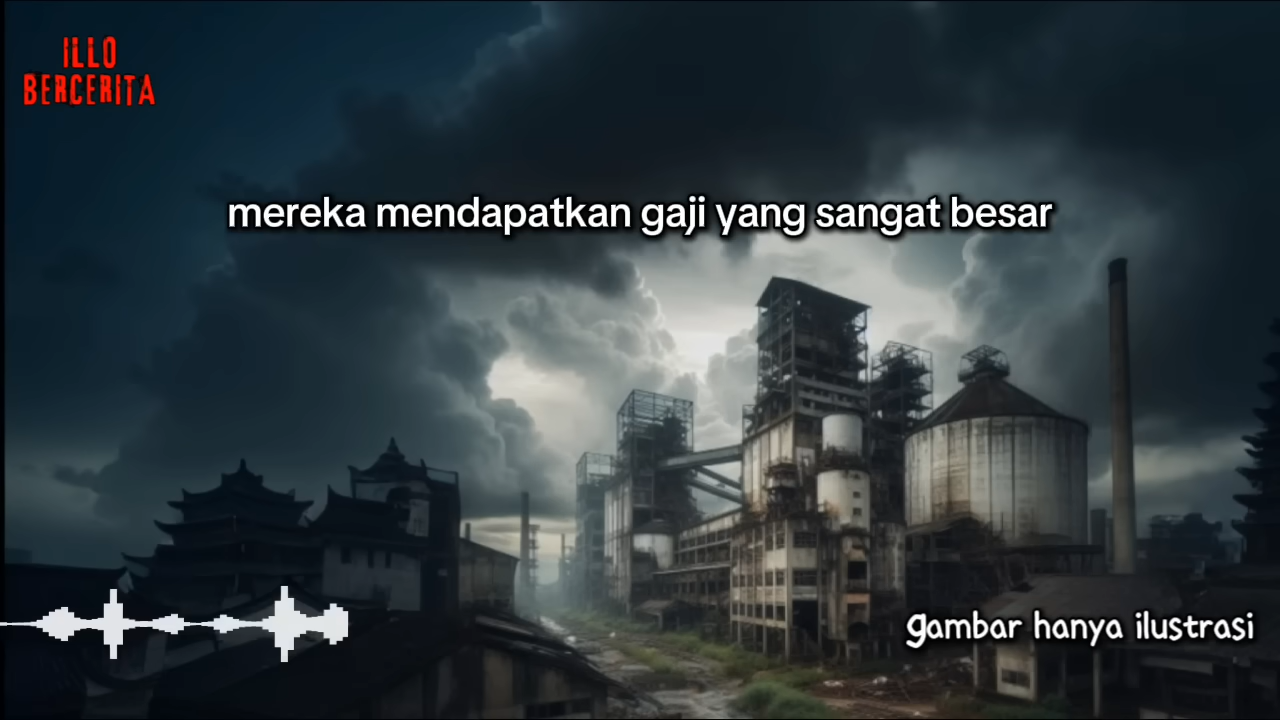 ILLO
BERCERITA
mereka mendapatkan gaji yang sangat besar
gambar hanya ilustrasi